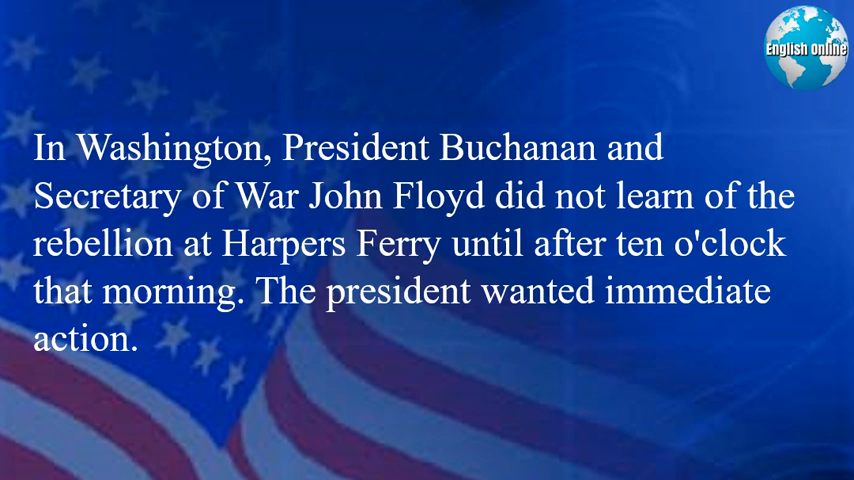 English Online
In Washington, President Buchanan and
Secretary of War John Floyd did not learn of the
rebellion at Harpers Ferry until after ten o'clock
that morning. The president wanted immediate
action.